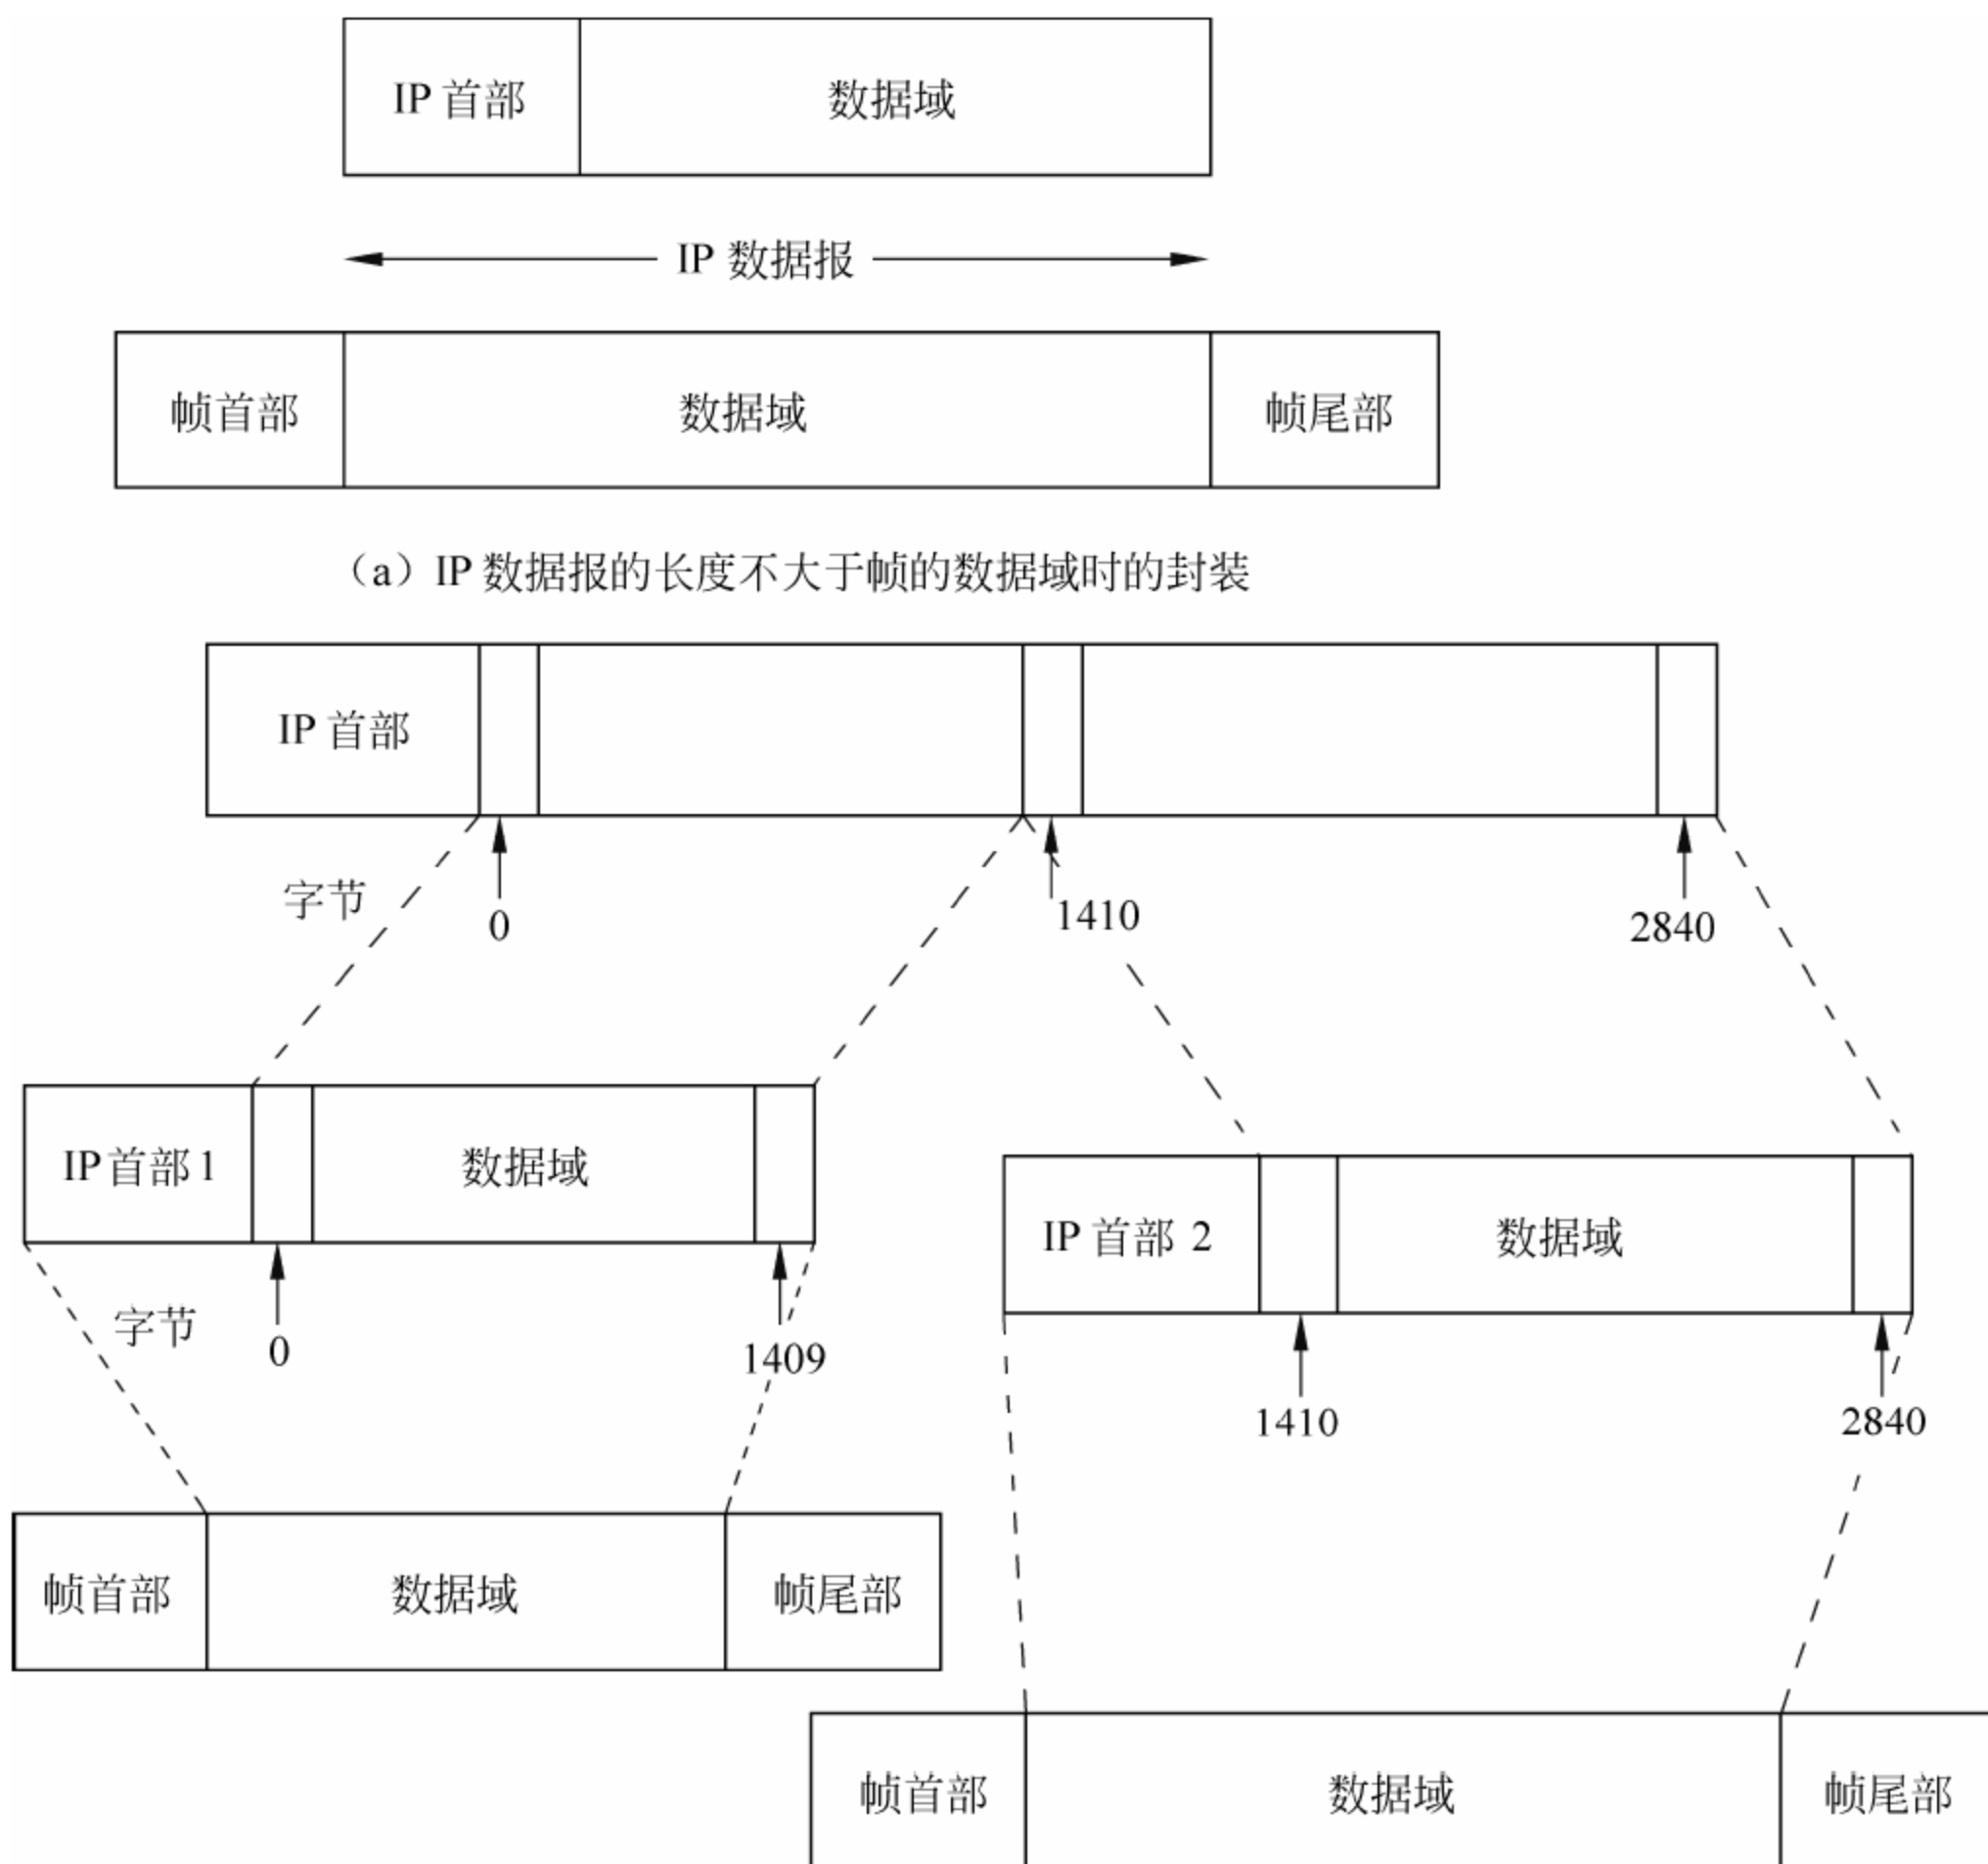 IP 首部 数据域
IP 数据报
帧首部 数据域 帧尾部
（a）IP 数据报的长度不大于帧的数据域时的封装
IP 首部
字节 0 1410 2840
IP首部1 数据域
IP 首部 2 数据域
字节 0 1409
1410 2840
帧首部 数据域 帧尾部
帧首部 数据域 帧尾部